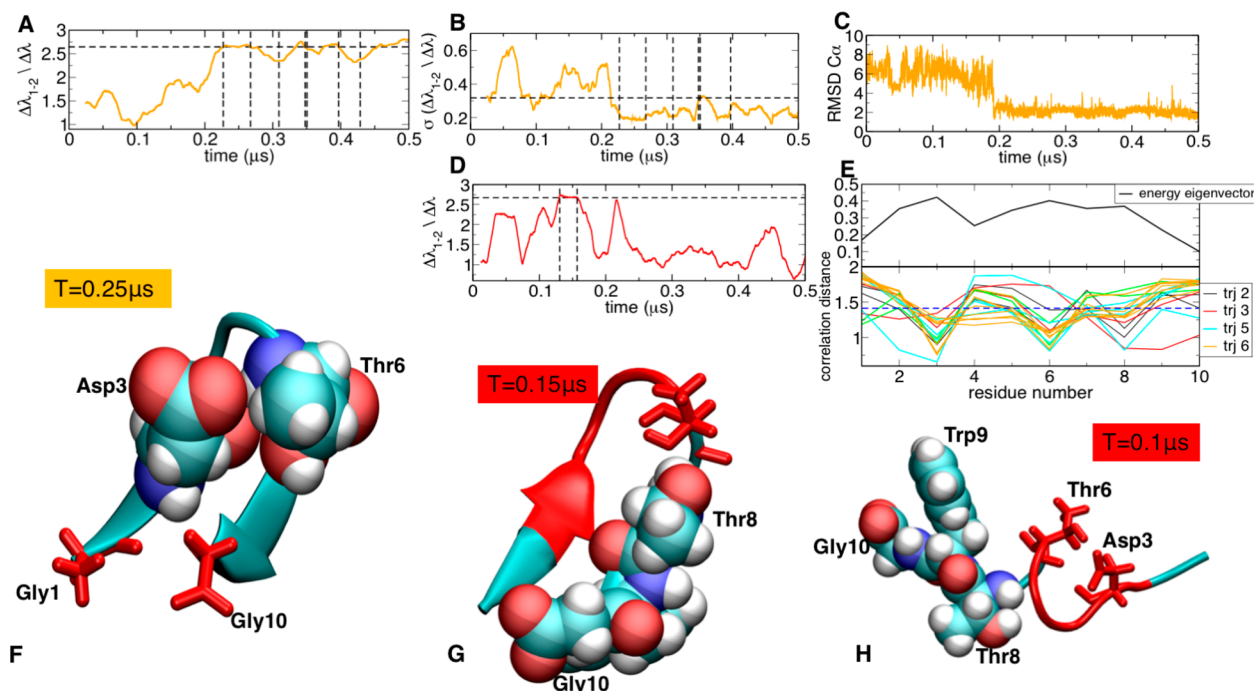 A
Δλ1-2 \ Δλ
3
2.5
2
1.5
1
0 0.1 0.2 0.3 0.4 0.5
time (μs)
B
σ (Δλ1-2 \ Δλ)
0.6
0.4
0.2
0 0.1 0.2 0.3 0.4 0.5
time (μs)
C
RMSD Cα
10
8
6
4
2
0
0 0.1 0.2 0.3 0.4 0.5
time (μs)
D
Δλ1-2 \ Δλ
3
2.5
2
1.5
1
0 0.1 0.2 0.3 0.4 0.5
time (μs)
E
0.5
0.4
0.3
0.2
0.1
energy eigenvector
correlation distance
2
1.5
1
trj 2
trj 3
trj 5
trj 6
2 4 6 8 10
residue number
T=0.25μs
Asp3
Thr6
Gly1
Gly10
F
T=0.15μs
Thr8
Gly10
G
T=0.1μs
Trp9
Thr6
Gly10
Asp3
Thr8
H